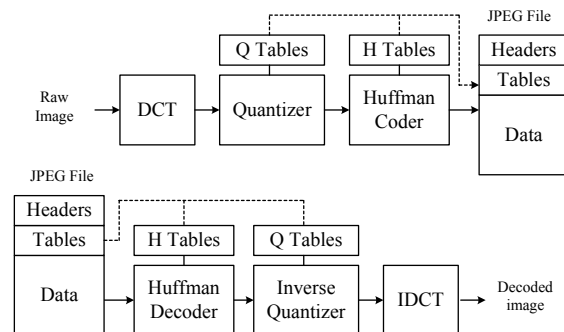 JPEG File
Q Tables
H Tables
Headers
Tables
Raw
Image
DCT
Quantizer
Huffman
Coder
Data
JPEG File
Headers
Tables
H Tables
Q Tables
Data
Huffman
Decoder
Inverse
Quantizer
IDCT
Decoded
image